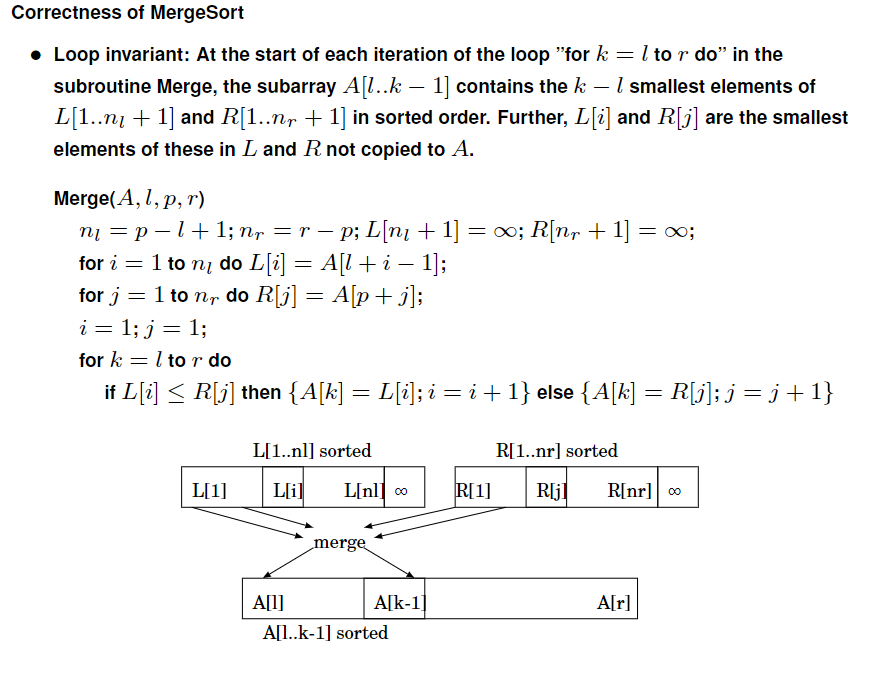 Correctness of MergeSort
• Loop invariant: At the start of each iteration of the loop ”for k = l to r do” in the
subroutine Merge, the subarray A[l..k − 1] contains the k − l smallest elements of
L[1..n_l + 1] and R[1..n_r + 1] in sorted order. Further, L[i] and R[j] are the smallest
elements of these in L and R not copied to A.
Merge(A, l, p, r)
n_l = p − l + 1; n_r = r − p; L[n_l + 1] = ∞; R[n_r + 1] = ∞;
for i = 1 to n_l do L[i] = A[l + i − 1];
for j = 1 to n_r do R[j] = A[p + j];
i = 1; j = 1;
for k = l to r do
if L[i] ≤ R[j] then {A[k] = L[i]; i = i + 1} else {A[k] = R[j]; j = j + 1}
L[1..nl] sorted R[1..nr] sorted
L[1] L[i] L[nl] ∞ R[1] R[j] R[nr] ∞
merge
A[l] A[k-1] A[r]
A[l..k-1] sorted